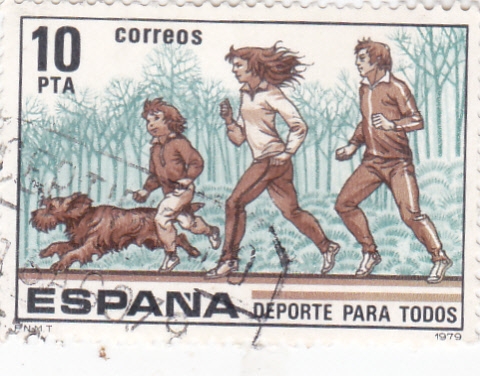 10 correos
PTA
ESPAÑA DEPORTE PARA TODOS
F.N.M.T 1979